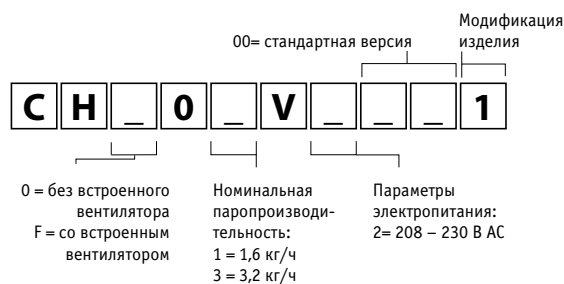 Модификация
изделия
00= стандартная версия
C H _ 0 _ V _ _ _ 1
0 = без встроенного
вентилятора
F = со встроенным
вентилятором
Номинальная
паропроизводи-
тельность:
1 = 1,6 кг/ч
3 = 3,2 кг/ч
Параметры
электропитания:
2= 208 – 230 В AC